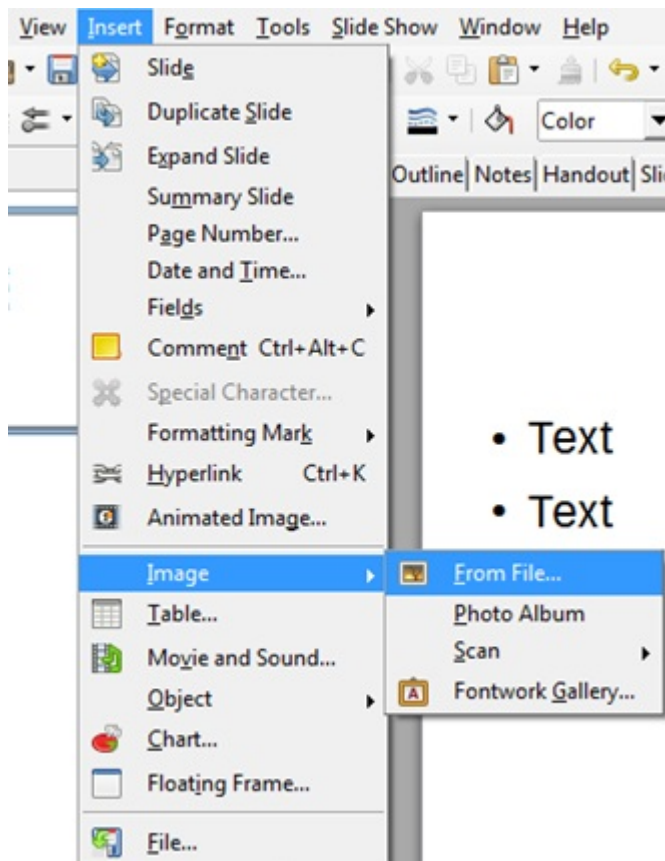 View Insert Format Tools Slide Show Window Help
Slide
Duplicate Slide
Color
Expand Slide
Outline Notes Handout Sli
Summary Slide
Page Number...
Date and Time...
Fields
Comment Ctrl+Alt+C
Special Character...
Formatting Mark
• Text
Hyperlink Ctrl+K
Animated Image...
• Text
Image
From File...
Table...
Photo Album
Movie and Sound...
Scan
Object
Fontwork Gallery...
Chart...
Floating Frame...
File...